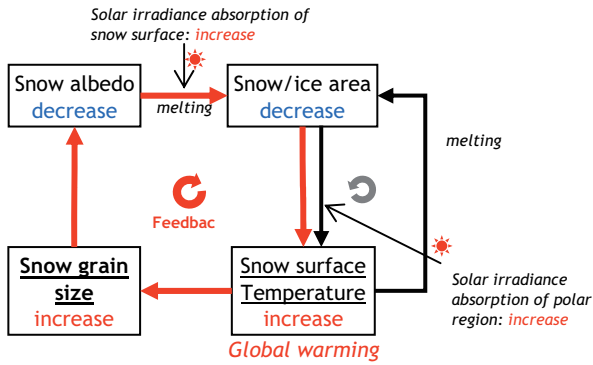 Solar irradiance absorption of
snow surface: increase
Snow albedo
decrease
melting
Snow/ice area
decrease
melting
Feedbac
Snow grain
size
increase
Snow surface
Temperature
increase
Global warming
Solar irradiance
absorption of polar
region: increase